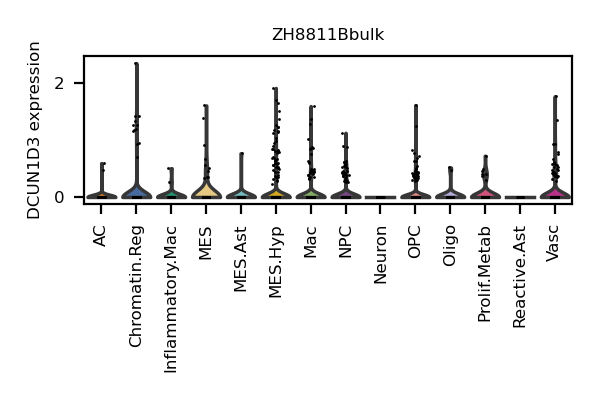 ZH8811Bbulk
DCUN1D3 expression
2
0
AC
Chromatin.Reg
Inflammatory.Mac
MES
MES.Ast
MES.Hyp
Mac
NPC
Neuron
OPC
Oligo
Prolif.Metab
Reactive.Ast
Vasc